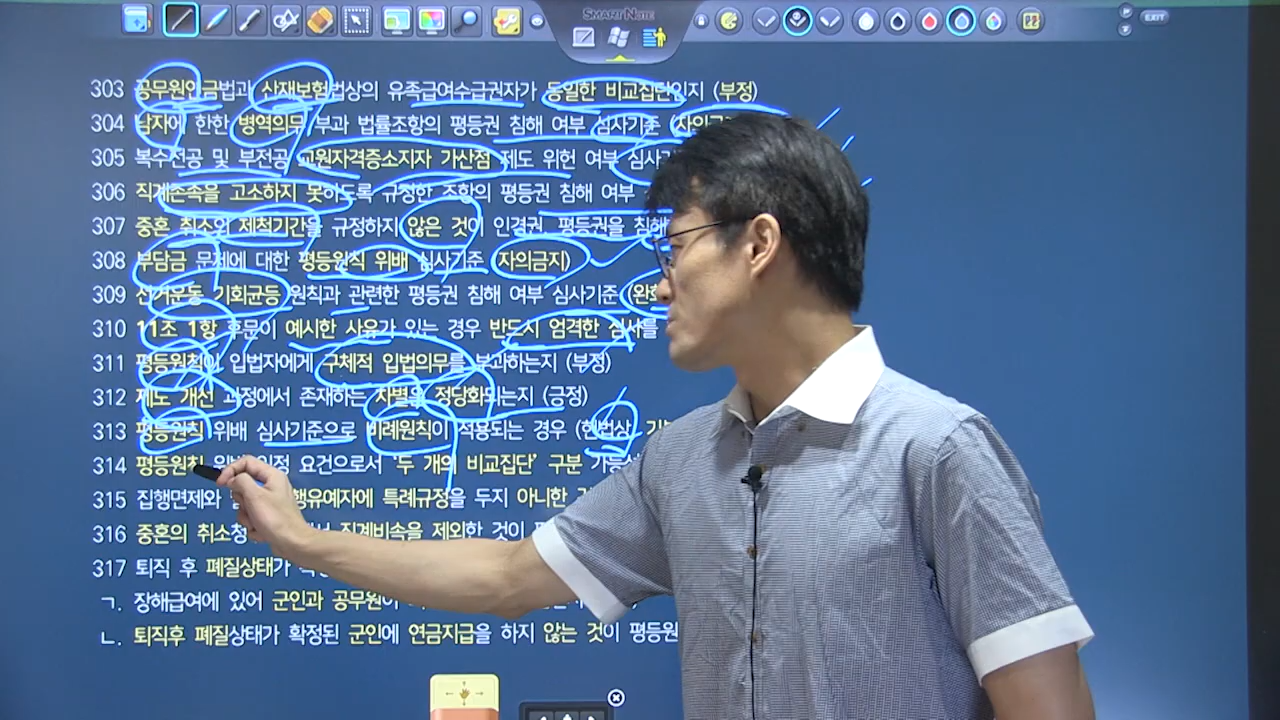 SMART NOTE
EXIT
303 공무원연금법과 산재보험법상의 유족급여수급권자가 동일한 비교집단인지 (부정)
304 남자에 한한 병역의무 부과 법률조항의 평등권 침해 여부 심사기준 (자의금
305 복수전공 및 부전공 교원자격증소지자 가산점 제도 위헌 여부 심사
306 직계존속을 고소하지 못하도록 규정한 조항의 평등권 침해 여부
307 중혼 취소의 제척기간을 규정하지 않은 것이 인격권, 평등권을 침해
308 부담금 문제에 대한 평등원칙 위배 심사기준 (자의금지)
309 선거운동 기회균등 원칙과 관련한 평등권 침해 여부 심사기준 (완화
310 11조 1항 후문이 예시한 사유가 있는 경우 반드시 엄격한 심사를
311 평등원칙이 입법자에게 구체적 입법의무를 부과하는지 (부정)
312 제도 개선 과정에서 존재하는 차별을 정당화되는지 (긍정)
313 평등원칙 위배 심사기준으로 비례원칙이 적용되는 경우 (헌법상
314 평등원칙 요건으로서 '두 개의 비교집단' 구분
315 집행면제와 특례규정을 두지 아니한
316 중혼의 취소청 직계비속을 제외한 것이
317 퇴직 후 폐질상태가
ㄱ. 장해급여에 있어 군인과 공무원이
ㄴ. 퇴직후 폐질상태가 확정된 군인에 연금지급을 하지 않는 것이 평등원